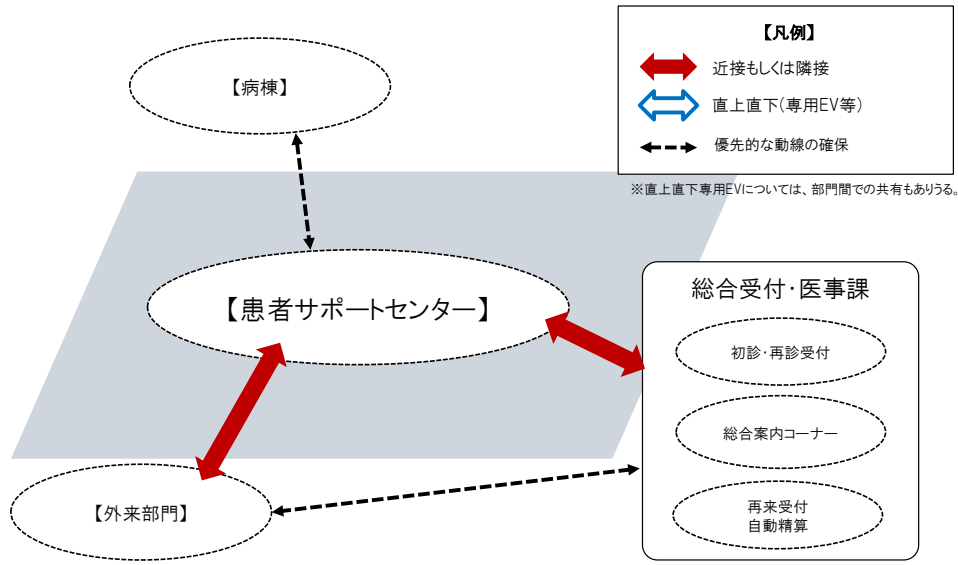 【凡例】
近接もしくは隣接
直上直下(専用EV等)
優先的な動線の確保
※直上直下専用EVについては、部門間での共有もありうる。
【病棟】
【患者サポートセンター】
総合受付・医事課
初診・再診受付
総合案内コーナー
再来受付
自動精算
【外来部門】